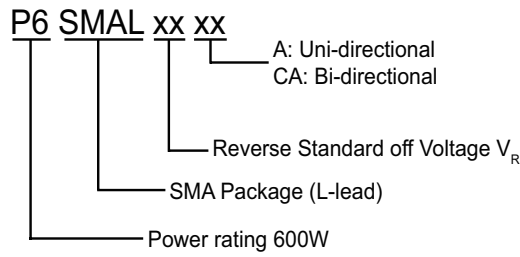 P6 SMAL xx xx
A: Uni-directional
CA: Bi-directional
Reverse Standard off Voltage VR
SMA Package (L-lead)
Power rating 600W